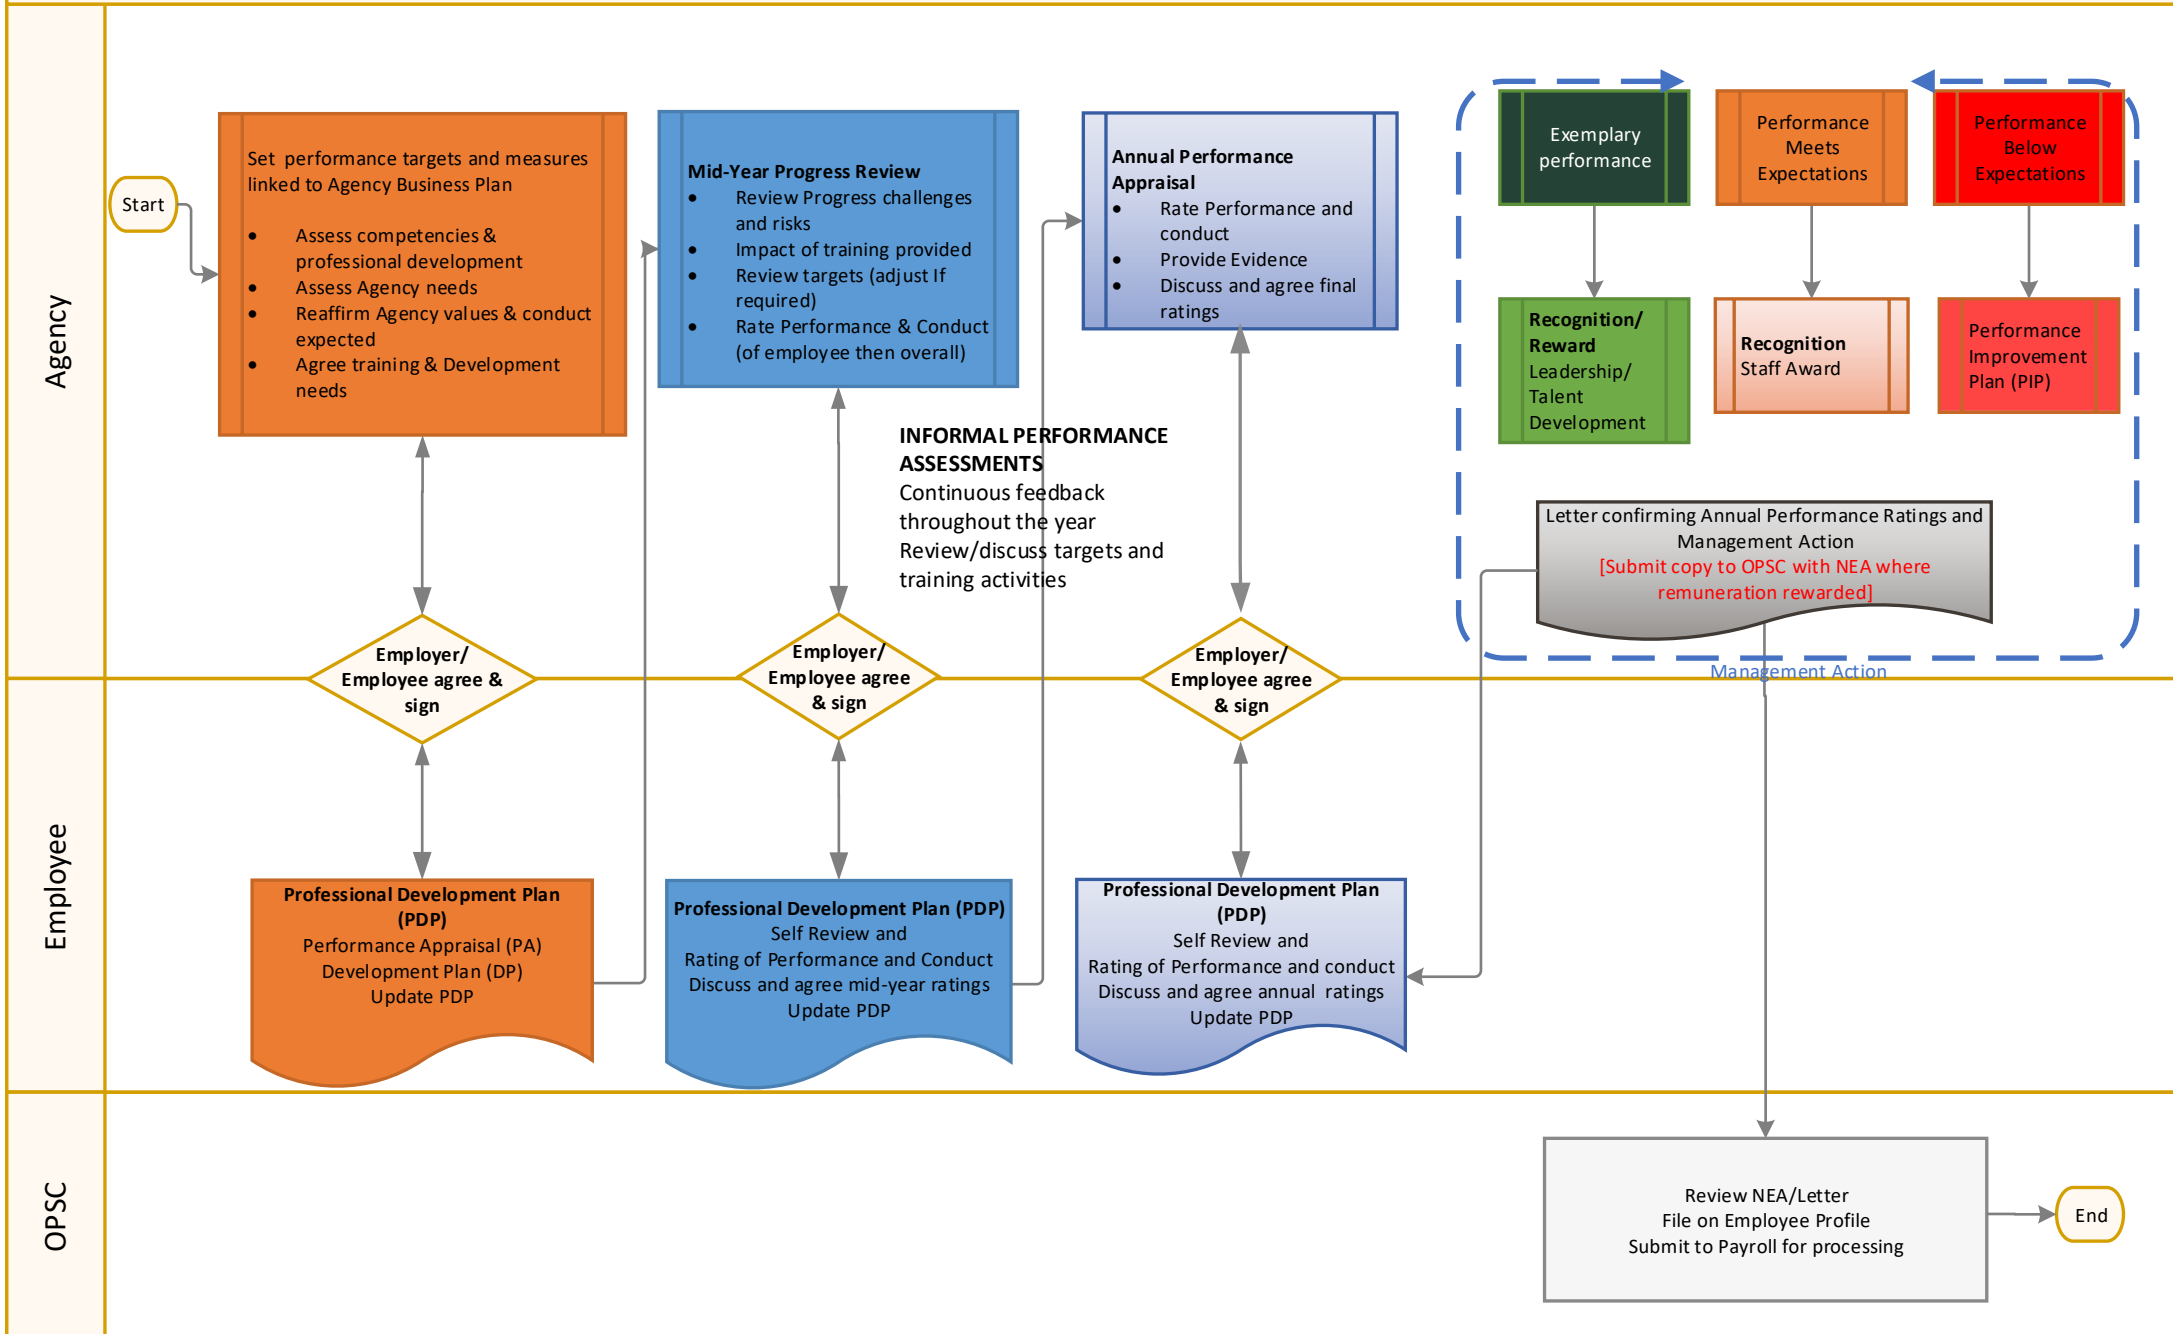 Agency
Start
Set performance targets and measures
linked to Agency Business Plan
• Assess competencies &
professional development
• Assess Agency needs
• Reaffirm Agency values & conduct
expected
• Agree training & Development
needs
Mid-Year Progress Review
• Review Progress challenges
and risks
• Impact of training provided
• Review targets (adjust If
required)
• Rate Performance & Conduct
(of employee then overall)
Annual Performance
Appraisal
• Rate Performance and
conduct
• Provide Evidence
• Discuss and agree final
ratings
Exemplary
performance
Performance
Meets
Expectations
Performance
Below
Expectations
Recognition/
Reward
Leadership/
Talent
Development
Recognition
Staff Award
Performance
Improvement
Plan (PIP)
INFORMAL PERFORMANCE
ASSESSMENTS
Continuous feedback
throughout the year
Review/discuss targets and
training activities
Letter confirming Annual Performance Ratings and
Management Action
[Submit copy to OPSC with NEA where
remuneration rewarded]
Management Action
Employer/
Employee agree &
sign
Employer/
Employee agree
& sign
Employer/
Employee agree
& sign
Employee
Professional Development Plan
(PDP)
Performance Appraisal (PA)
Development Plan (DP)
Update PDP
Professional Development Plan (PDP)
Self Review and
Rating of Performance and Conduct
Discuss and agree mid-year ratings
Update PDP
Professional Development Plan
(PDP)
Self Review and
Rating of Performance and conduct
Discuss and agree annual ratings
Update PDP
OPSC
Review NEA/Letter
File on Employee Profile
Submit to Payroll for processing
End